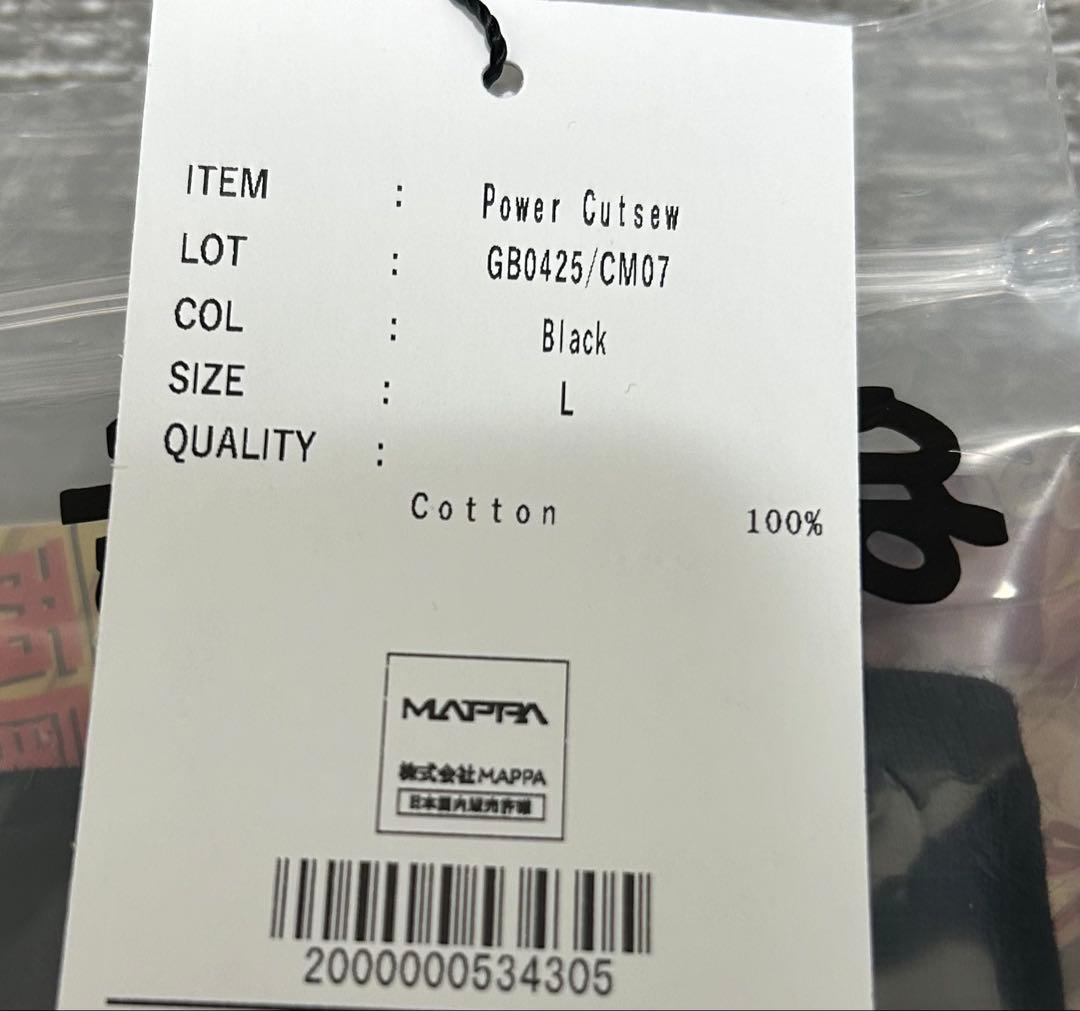 ITEM : Power Cutsew
LOT : GB0425/CM07
COL : Black
SIZE : L
QUALITY :
Cotton 100%
MAPPA
株式会社MAPPA
日本国内販売許諾
2000000534305